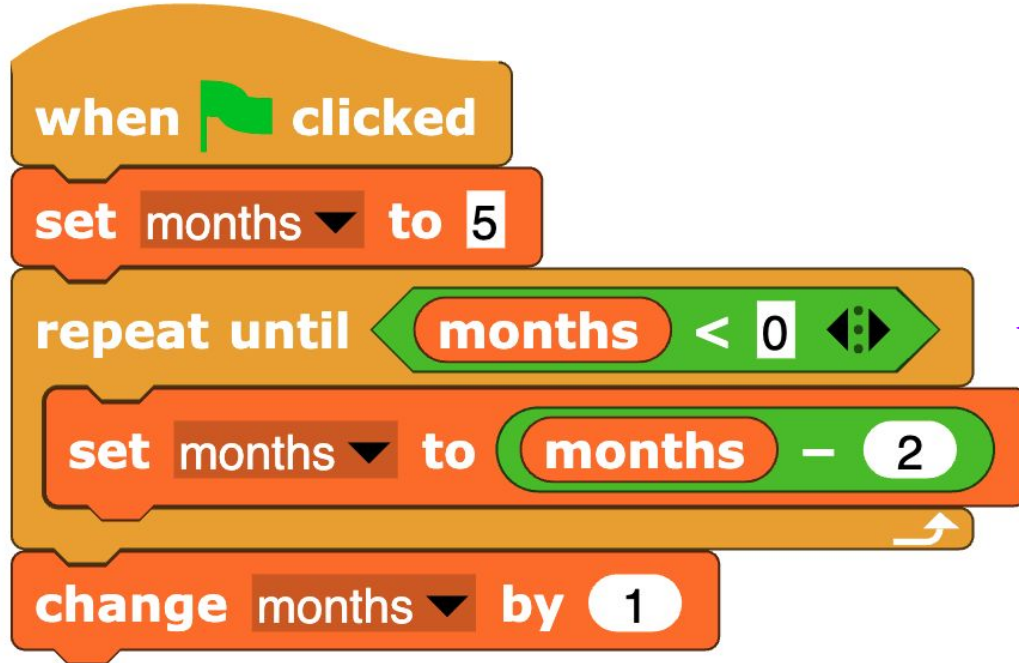 when clicked
set months to 5
repeat until months < 0
set months to months – 2
change months by 1